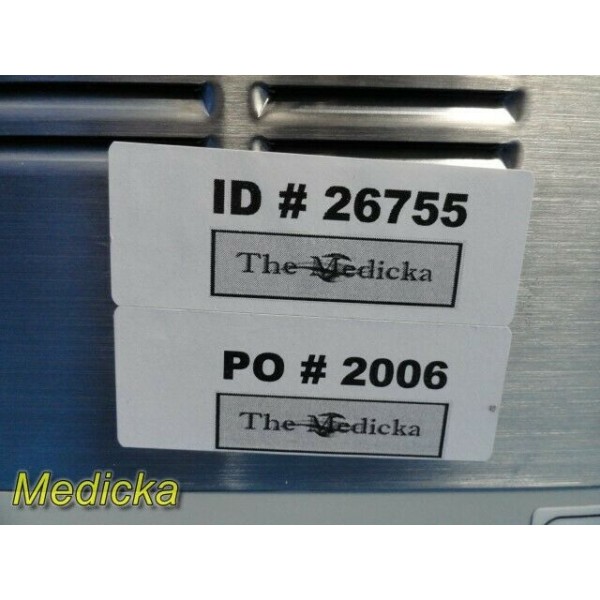 ID # 26755
The Medicka
PO # 2006
The Medicka
Medicka